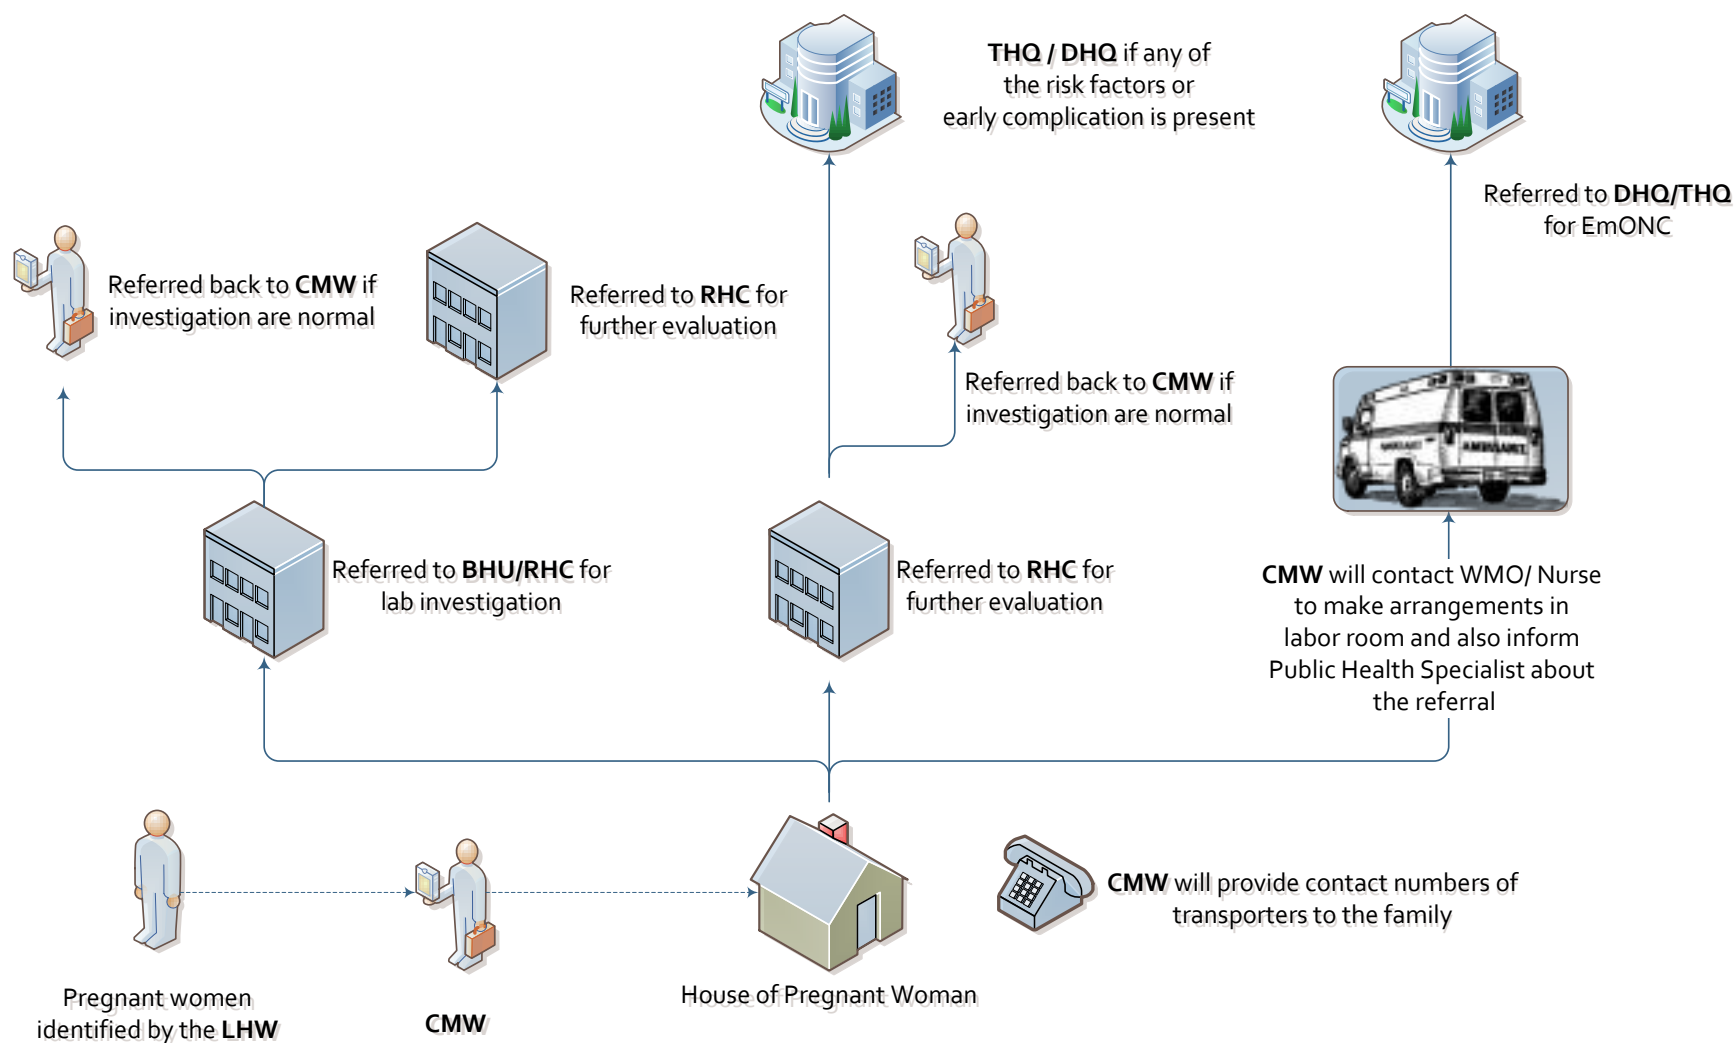 THQ / DHQ if any of
the risk factors or
early complication is present
Referred to DHQ/THQ
for EmONC
Referred back to CMW if
investigation are normal
Referred to RHC for
further evaluation
Referred back to CMW if
investigation are normal
Referred to BHU/RHC for
lab investigation
Referred to RHC for
further evaluation
CMW will contact WMO/ Nurse
to make arrangements in
labor room and also inform
Public Health Specialist about
the referral
CMW will provide contact numbers of
transporters to the family
Pregnant women
identified by the LHW
CMW
House of Pregnant Woman